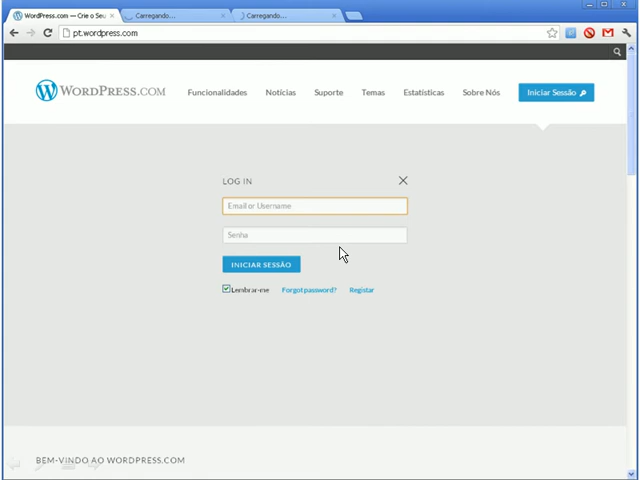 WordPress.com — Crie o Seu
Carregando...
Carregando...
pt.wordpress.com
WORDPRESS.COM
Funcionalidades
Notícias
Suporte
Temas
Estatísticas
Sobre Nós
Iniciar Sessão
LOG IN
Email or Username
Senha
INICIAR SESSÃO
Lembrar-me
Forgot password?
Registar
BEM-VINDO AO WORDPRESS.COM